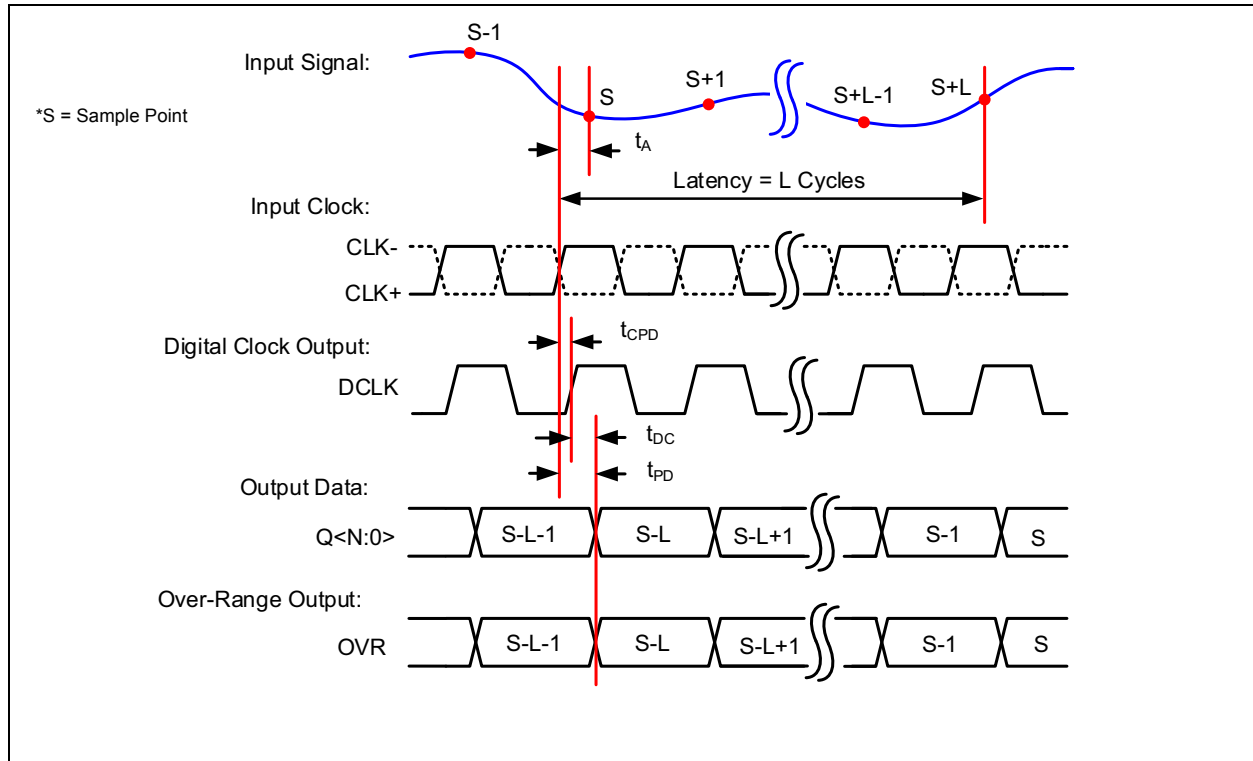 S-1
Input Signal:
*S = Sample Point
S
S+1
S+L-1
S+L
tA
Latency = L Cycles
Input Clock:
CLK-
CLK+
tCPD
Digital Clock Output:
DCLK
tDC
tPD
Output Data:
Q<N:0>
S-L-1
S-L
S-L+1
S-1
S
Over-Range Output:
OVR
S-L-1
S-L
S-L+1
S-1
S